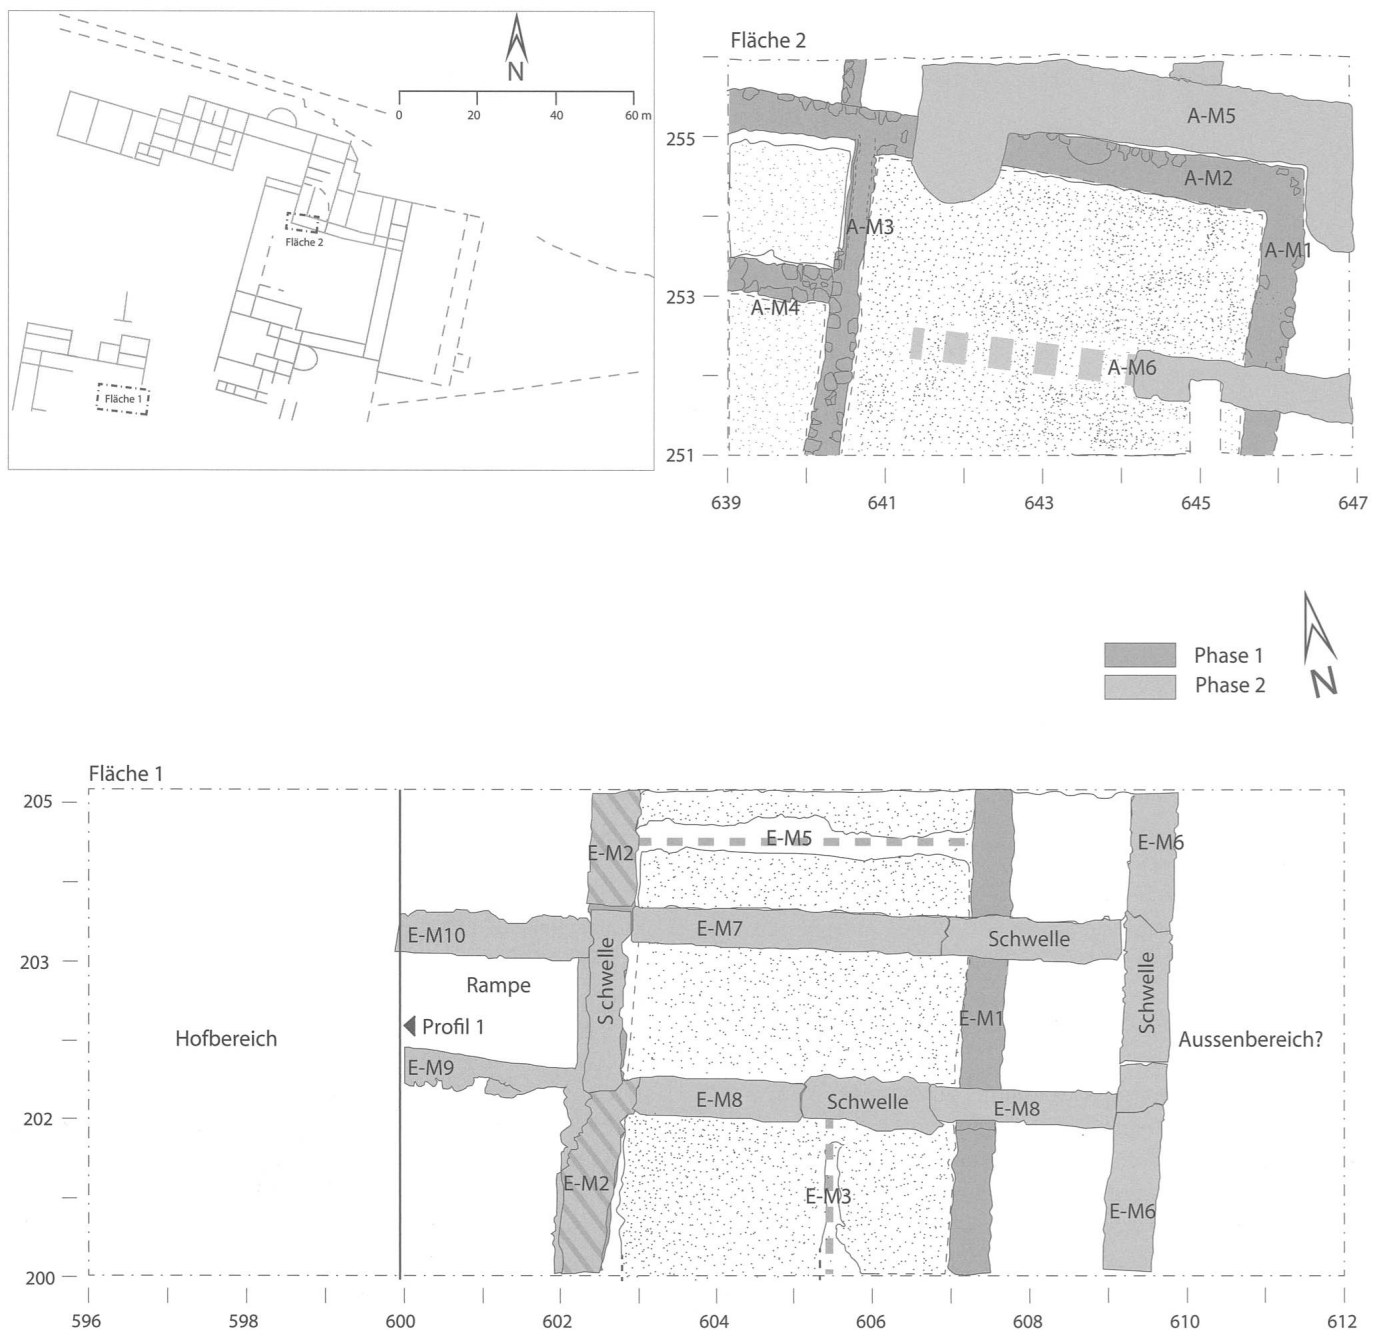 N
0 20 40 60 m
Fläche 2
Fläche 1
Fläche 2
A-M5
255
A-M2
A-M3
A-M1
253
A-M4
A-M6
251
639 641 643 645 647
Phase 1
Phase 2
N
Fläche 1
205
E-M2
E-M5
E-M6
E-M10
E-M7
Schwelle
203
Rampe
Schwelle
Schwelle
Profil 1
E-M1
Hofbereich
Aussenbereich?
E-M9
E-M8
Schwelle
E-M8
202
E-M2
E-M3
E-M6
200
596 598 600 602 604 606 608 610 612